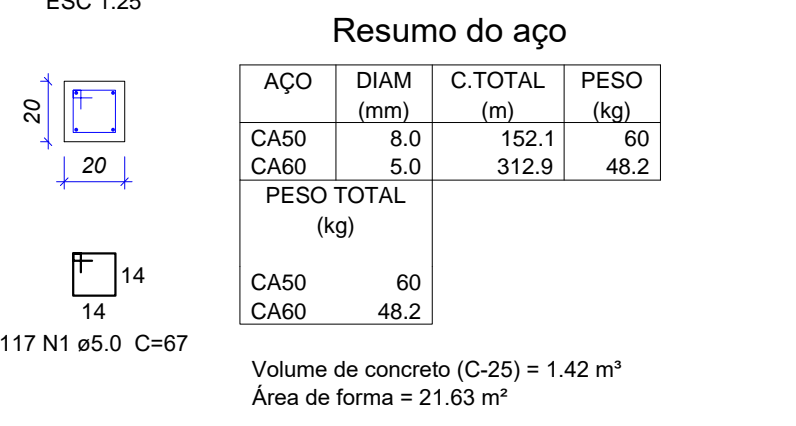 ESC 1:25
Resumo do aço
AÇO DIAM C.TOTAL PESO
(mm) (m) (kg)
CA50 8.0 152.1 60
CA60 5.0 312.9 48.2
PESO TOTAL
(kg)
CA50 60
CA60 48.2
20
20
14
14
117 N1 ø5.0 C=67
Volume de concreto (C-25) = 1.42 m³
Área de forma = 21.63 m²